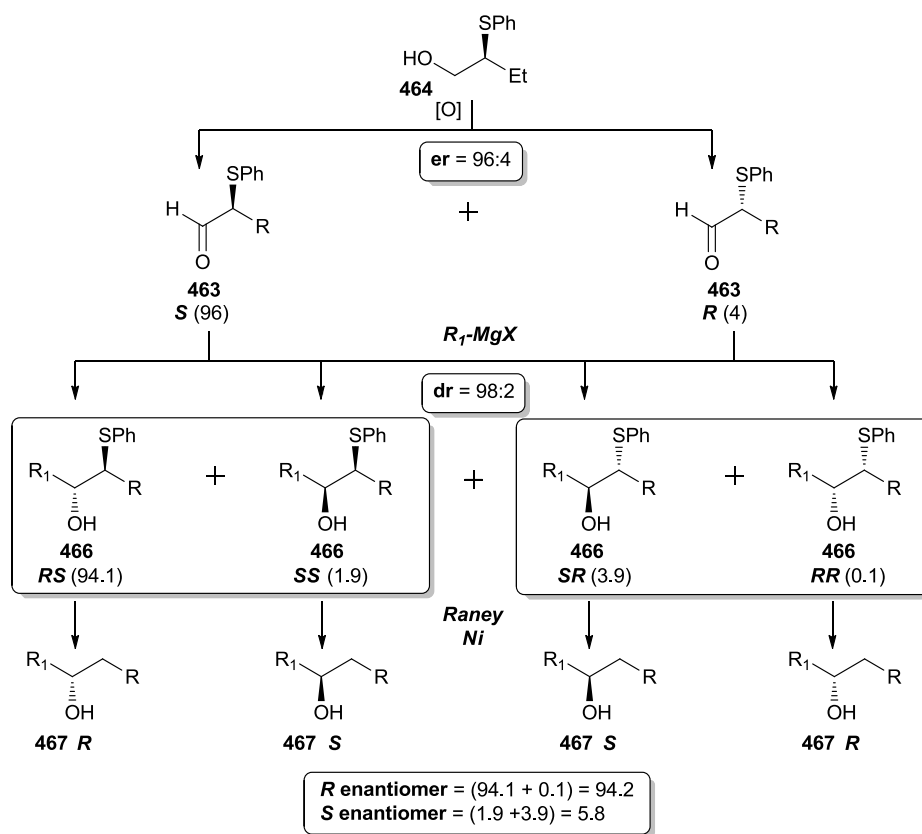 SPh
HO
464
Et
[O]
er = 96:4
SPh
H
R
O
463
S (96)
+
SPh
H
R
O
463
R (4)
R1-MgX
dr = 98:2
SPh
R1
R
OH
466
RS (94.1)
+
SPh
R1
R
OH
466
SS (1.9)
+
SPh
R1
R
OH
466
SR (3.9)
+
SPh
R1
R
OH
466
RR (0.1)
Raney
Ni
R1
R
OH
467 R
R1
R
OH
467 S
R1
R
OH
467 S
R1
R
OH
467 R
R enantiomer = (94.1 + 0.1) = 94.2
S enantiomer = (1.9 +3.9) = 5.8